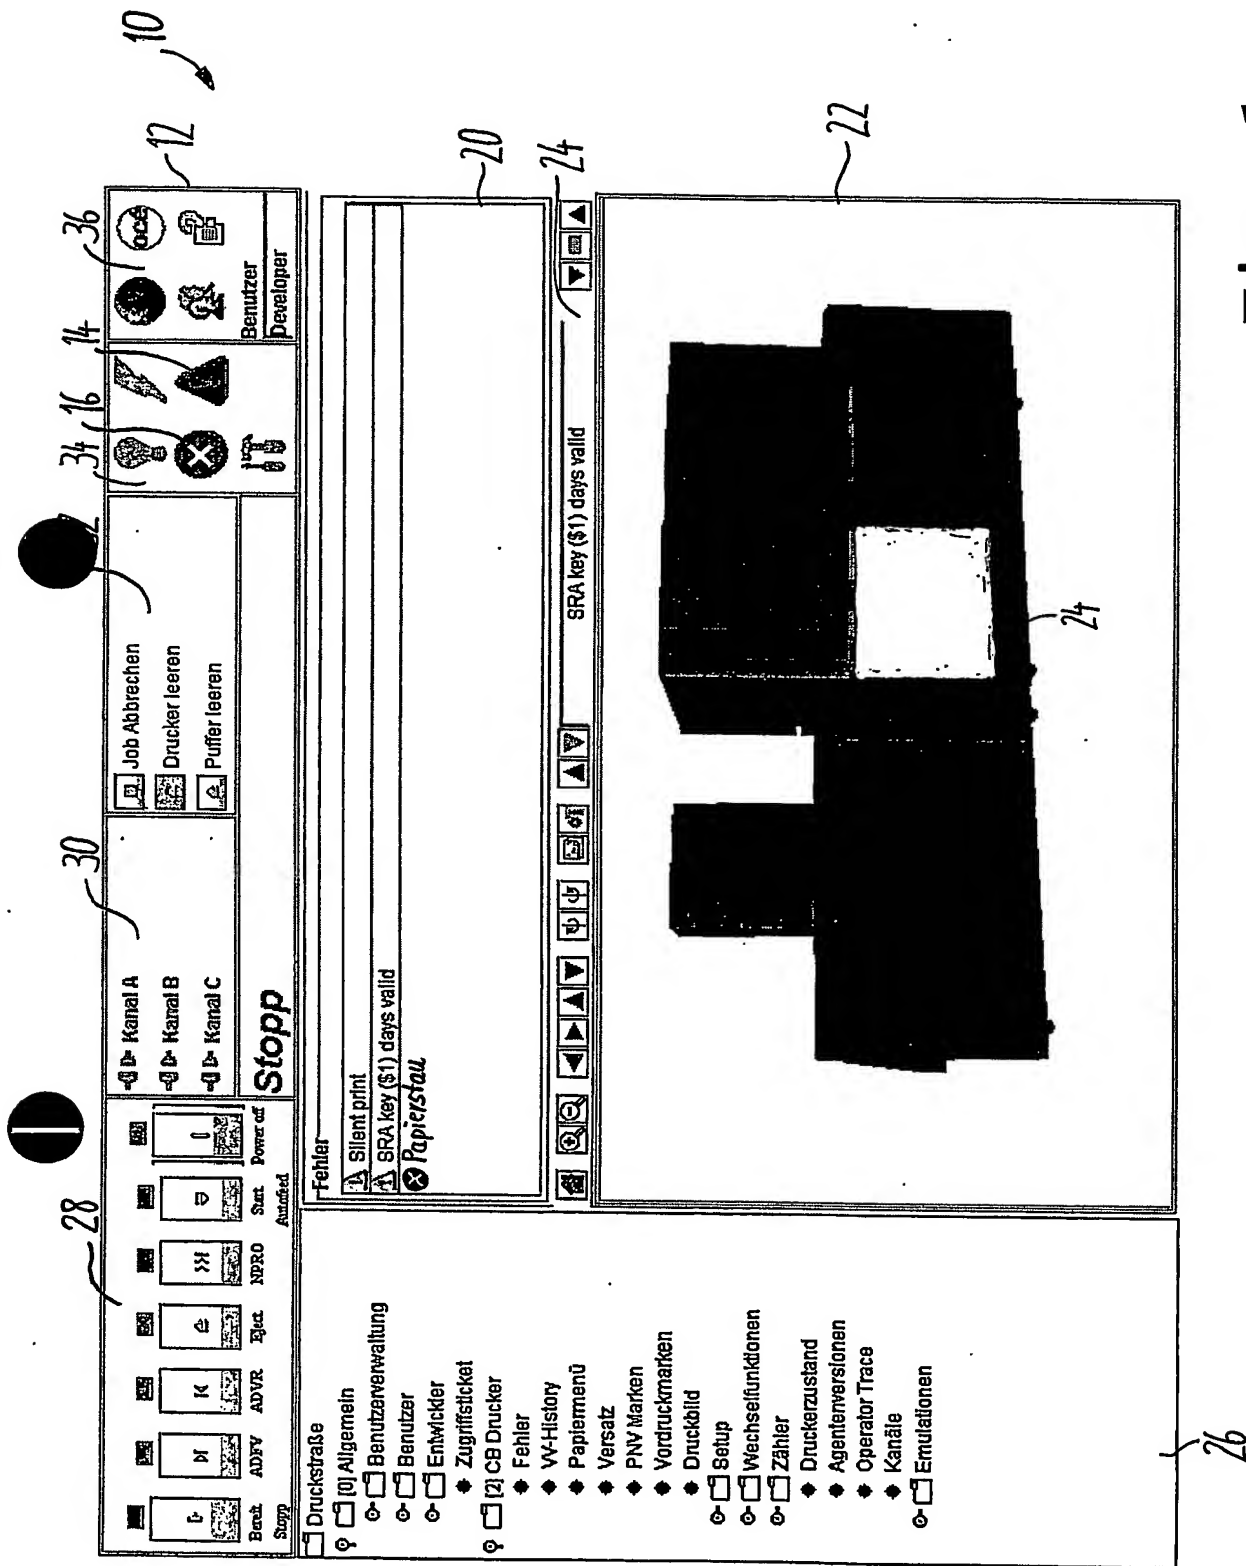 10
12
36
14
16
34
30
28
océ
Benutzer
Developer
Job Abbrechen
Drucker leeren
Puffer leeren
Kanal A
Kanal B
Kanal C
Stopp
Bereit
Stopp
ADFV
ADVR
Eject
NPRO
Start
Autofeed
Power off
Fehler
Silent print
SRA key ($1) days valid
Papierstau
20
24
SRA key ($1) days valid
22
24
Druckstraße
[0] Allgemein
Benutzerverwaltung
Benutzer
Entwickler
Zugriffsticket
[2] CB Drucker
Fehler
VV-History
Papiermenü
Versatz
PNV Marken
Vordruckmarken
Druckbild
Setup
Wechselfunktionen
Zähler
Druckerzustand
Agentenversionen
Operator Trace
Kanäle
Emulationen
26